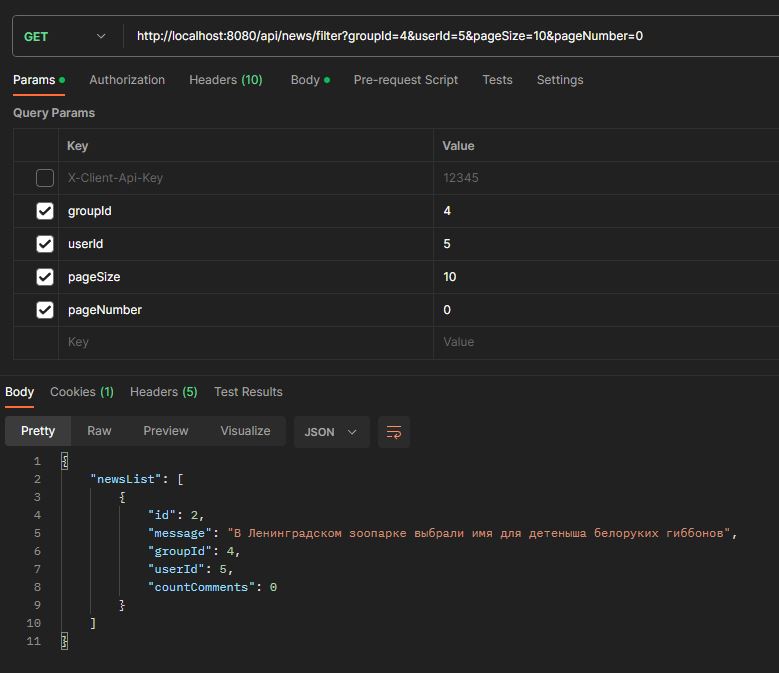 GET http://localhost:8080/api/news/filter?groupId=4&userId=5&pageSize=10&pageNumber=0
Params Authorization Headers (10) Body Pre-request Script Tests Settings
Query Params
Key Value
X-Client-Api-Key 12345
groupId 4
userId 5
pageSize 10
pageNumber 0
Key Value
Body Cookies (1) Headers (5) Test Results
Pretty Raw Preview Visualize JSON
1 {
2 "newsList": [
3 {
4 "id": 2,
5 "message": "В Ленинградском зоопарке выбрали имя для детеныша белоруких гиббонов",
6 "groupId": 4,
7 "userId": 5,
8 "countComments": 0
9 }
10 ]
11 }